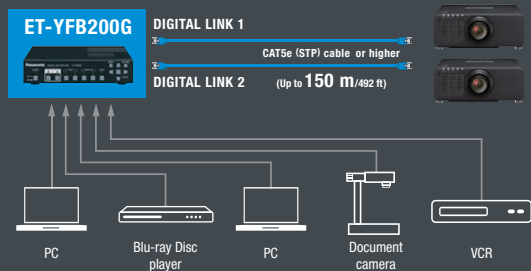 ET-YFB200G
DIGITAL LINK 1
CAT5e (STP) cable or higher
DIGITAL LINK 2
(Up to 150 m/492 ft)
Panasonic
PC
Blu-ray Disc
player
PC
Document
camera
VCR